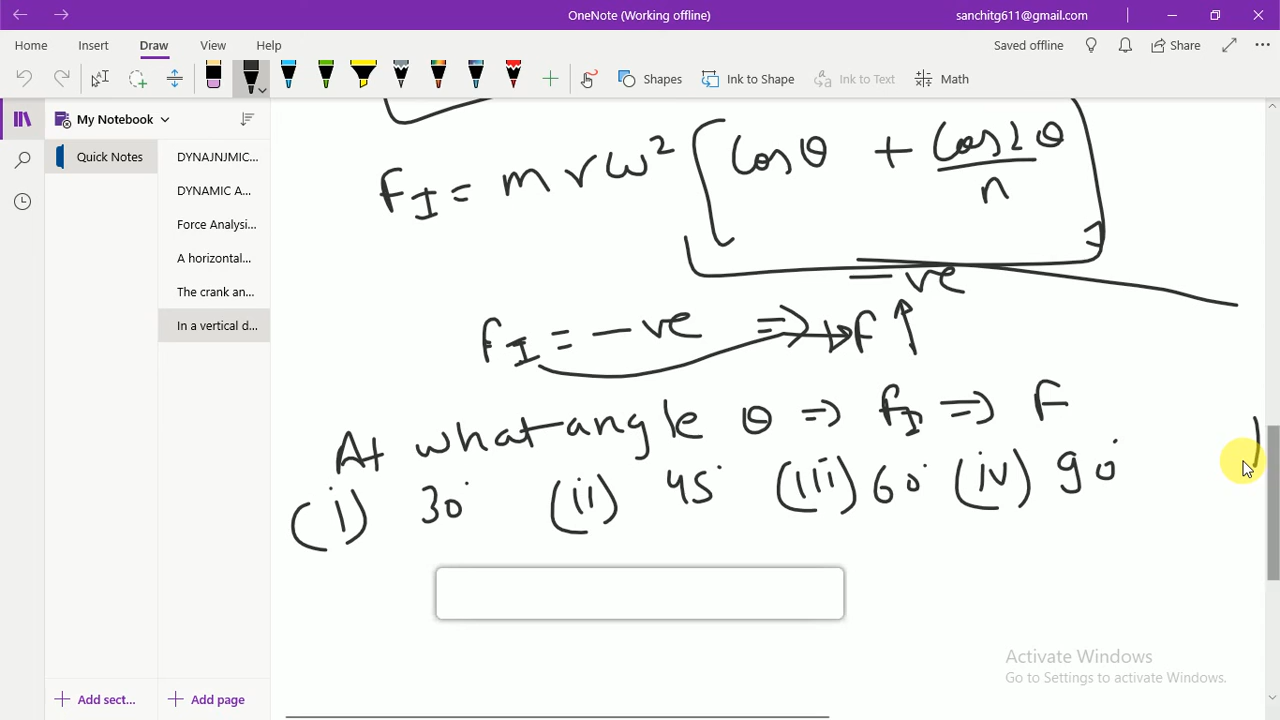 OneNote (Working offline)
sanchitg611@gmail.com
Home Insert Draw View Help
Saved offline
Share
Shapes
Ink to Shape
Ink to Text
Math
My Notebook
Quick Notes
DYNAJNJMIC...
DYNAMIC A...
Force Analysi...
A horizontal...
The crank an...
In a vertical d...
f_I = m r ω² [Cosθ + Cos2θ/n]
= ve
f_I = - ve ⇒ F ↑
At what angle θ ⇒ f_I ⇒ F
(i) 30° (ii) 45° (iii) 60° (iv) 90°
Activate Windows
Go to Settings to activate Windows.
Add sect...
Add page